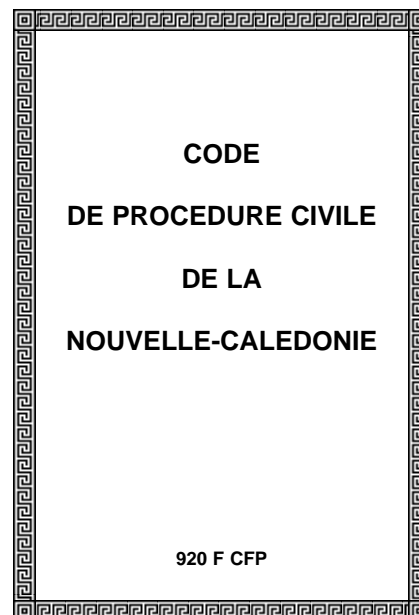 CODE
DE PROCEDURE CIVILE
DE LA
NOUVELLE-CALEDONIE
920 F CFP